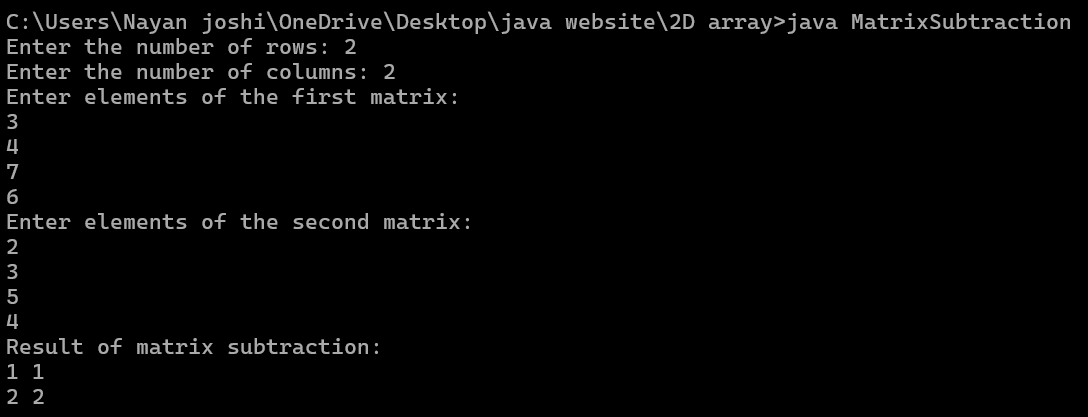 C:\Users\Nayan joshi\OneDrive\Desktop\java website\2D array>java MatrixSubtraction
Enter the number of rows: 2
Enter the number of columns: 2
Enter elements of the first matrix:
3
4
7
6
Enter elements of the second matrix:
2
3
5
4
Result of matrix subtraction:
1 1
2 2